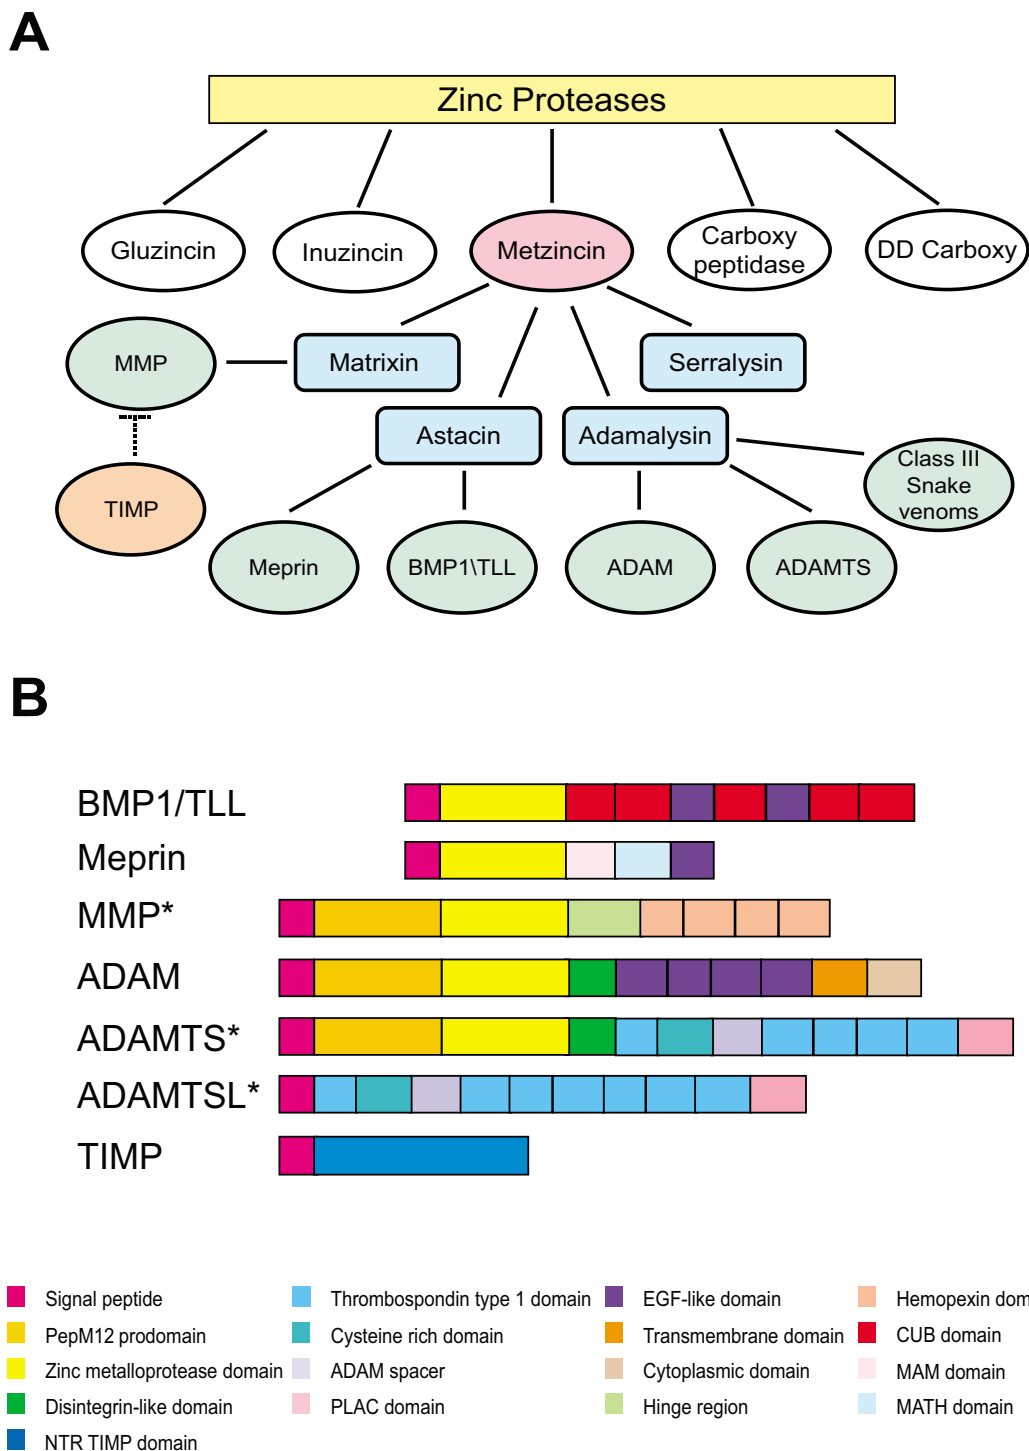 A
Zinc Proteases
Gluzincin
Inuzincin
Metzincin
Carboxy
peptidase
DD Carboxy
MMP
Matrixin
Serralysin
Astacin
Adamalysin
Class III
Snake
venoms
TIMP
Meprin
BMP1\TLL
ADAM
ADAMTS
B
BMP1/TLL
Meprin
MMP*
ADAM
ADAMTS*
ADAMTSL*
TIMP
Signal peptide
Thrombospondin type 1 domain
EGF-like domain
Hemopexin dom
PepM12 prodomain
Cysteine rich domain
Transmembrane domain
CUB domain
Zinc metalloprotease domain
ADAM spacer
Cytoplasmic domain
MAM domain
Disintegrin-like domain
PLAC domain
Hinge region
MATH domain
NTR TIMP domain